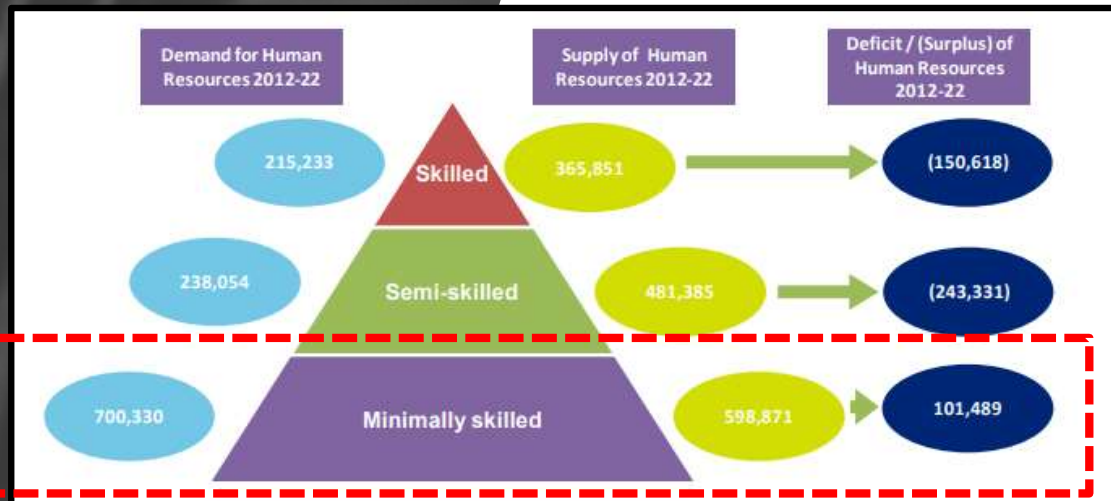 Demand for Human
Resources 2012-22
Supply of Human
Resources 2012-22
Deficit / (Surplus) of
Human Resources
2012-22
215,233
Skilled
365,851
(150,618)
238,054
Semi-skilled
481,385
(243,331)
700,330
Minimally skilled
598,871
101,489